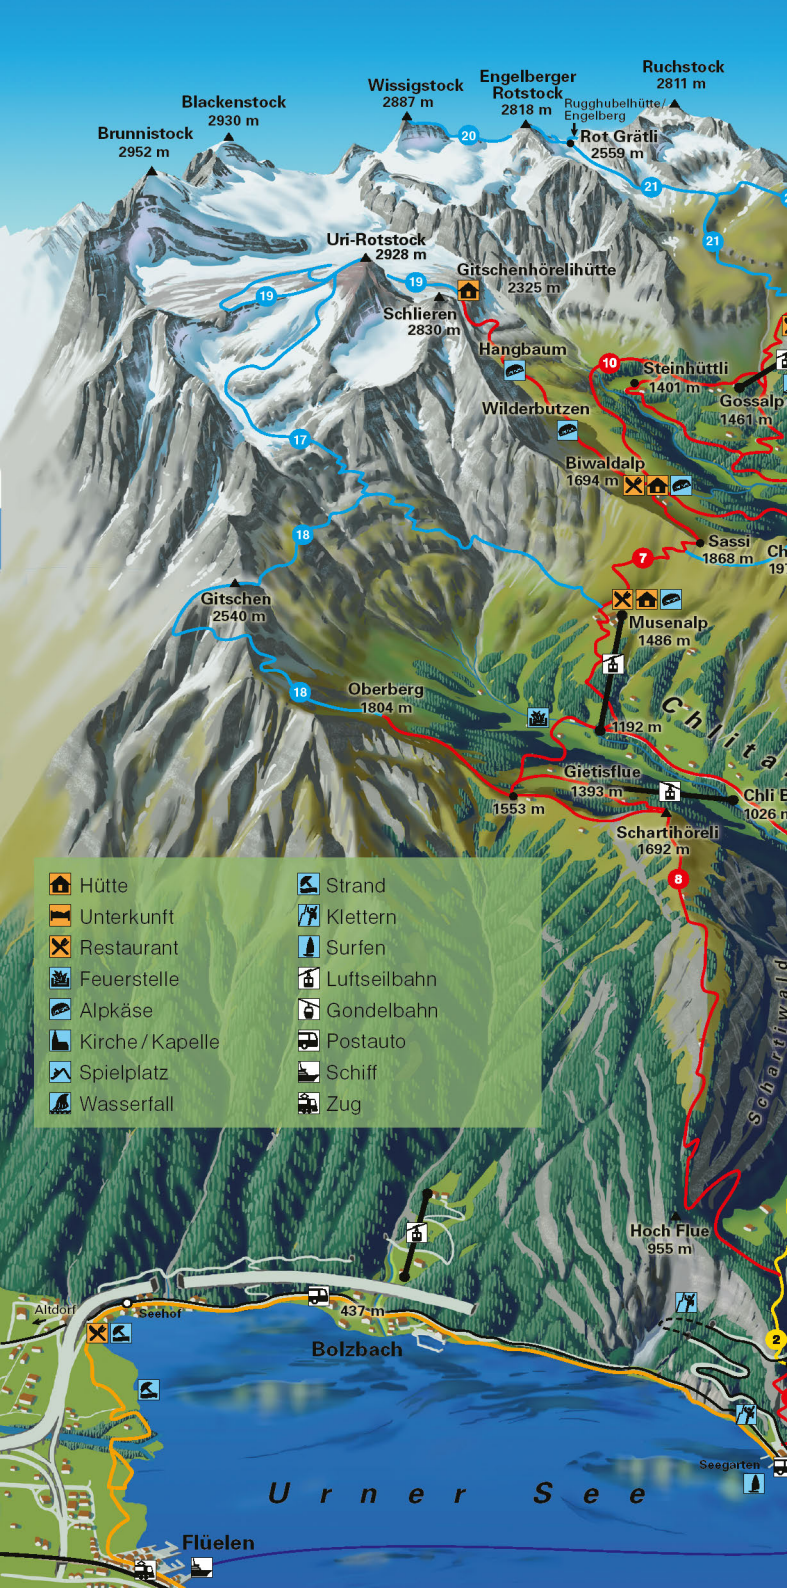 Ruchstock
2811 m
Engelberger
Rotstock
2818 m
Wissigstock
2887 m
Blackenstock
2930 m
Rugghubelhütte/
Engelberg
Brunnistock
2952 m
20
Rot Grätli
2559 m
21
21
Uri-Rotstock
2928 m
Gitschenhörelihütte
2325 m
19
19
Schlieren
2830 m
Hangbaum
10
Steinhüttli
1401 m
Gossalp
1461 m
Wilderbutzen
17
Biwaldalp
1694 m
18
Sassi
1868 m
7
Gitschen
2540 m
Musenalp
1486 m
18
Oberberg
1804 m
1192 m
Gietisflue
1393 m
1553 m
1026 m
Schartihöreli
1692 m
8
Hütte
Unterkunft
Restaurant
Feuerstelle
Alpkäse
Kirche / Kapelle
Spielplatz
Wasserfall
Strand
Klettern
Surfen
Luftseilbahn
Gondelbahn
Postauto
Schiff
Zug
Schartiwald
Hoch Flue
955 m
Altdorf
Seehof
437 m
Bolzbach
2
Seegarten
Urner See
Flüelen